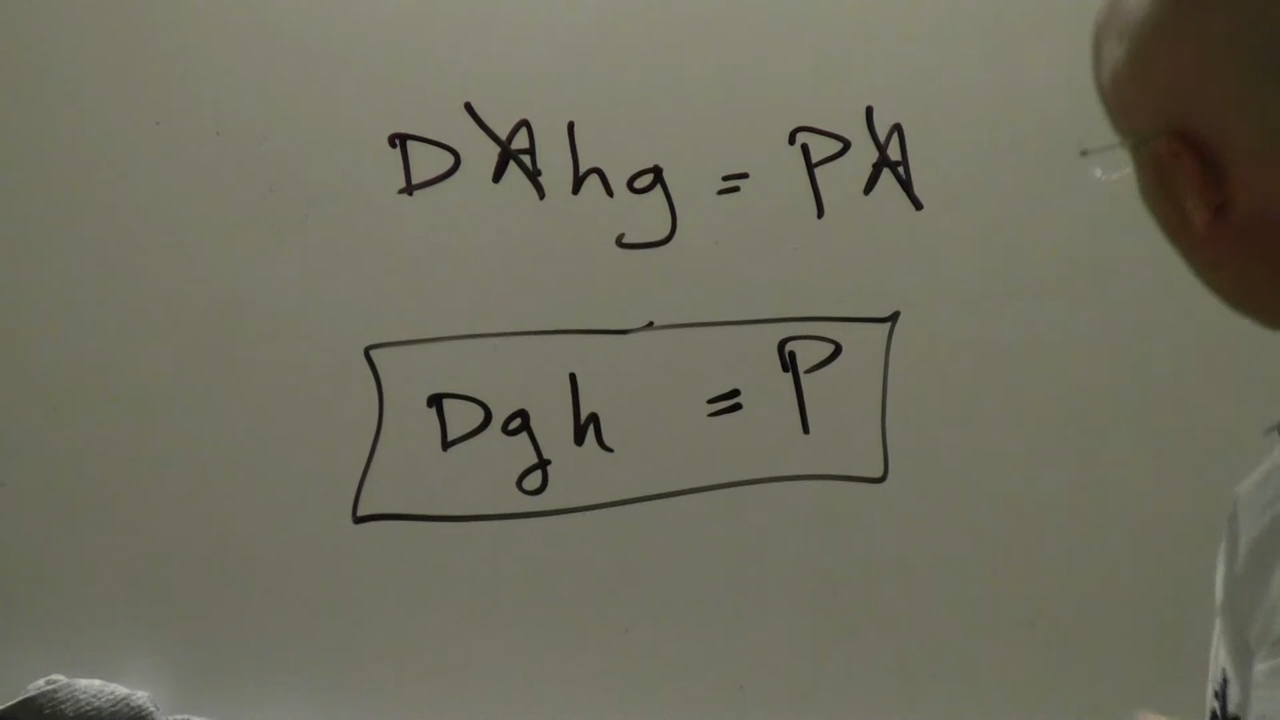 DAhg = PA
Dgh = P